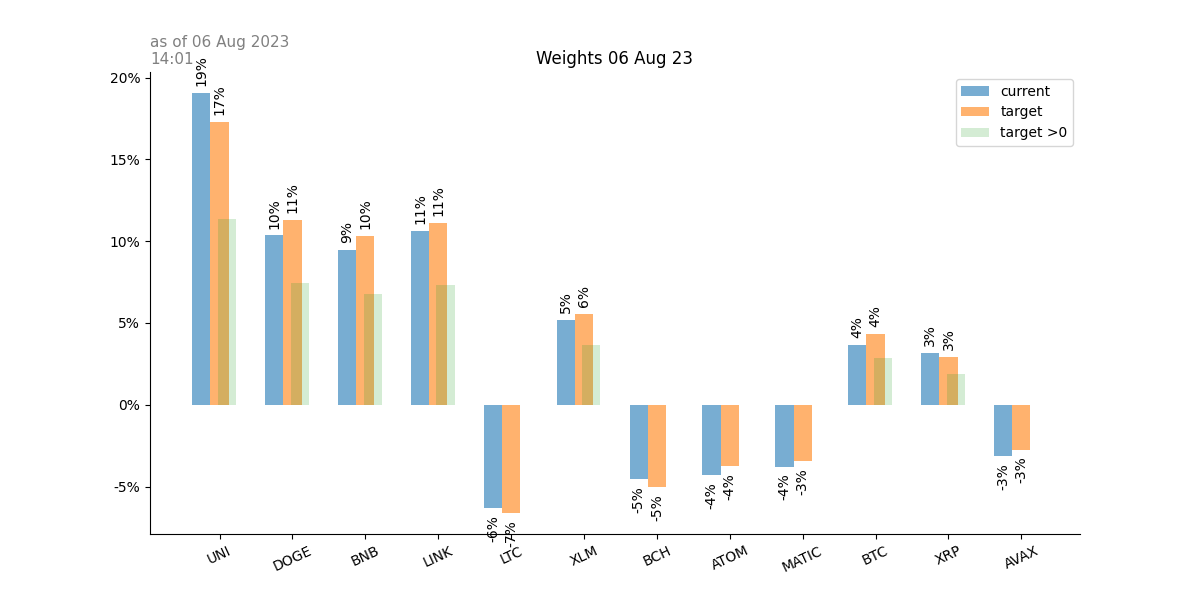 as of 06 Aug 2023
14:01
Weights 06 Aug 23
current
target
target >0
20%
15%
10%
5%
0%
-5%
19%
17%
10%
11%
9%
10%
11%
11%
-6%
-7%
5%
6%
-5%
-5%
-4%
-4%
-4%
-3%
4%
4%
3%
3%
-3%
-3%
UNI
DOGE
BNB
LINK
LTC
XLM
BCH
ATOM
MATIC
BTC
XRP
AVAX